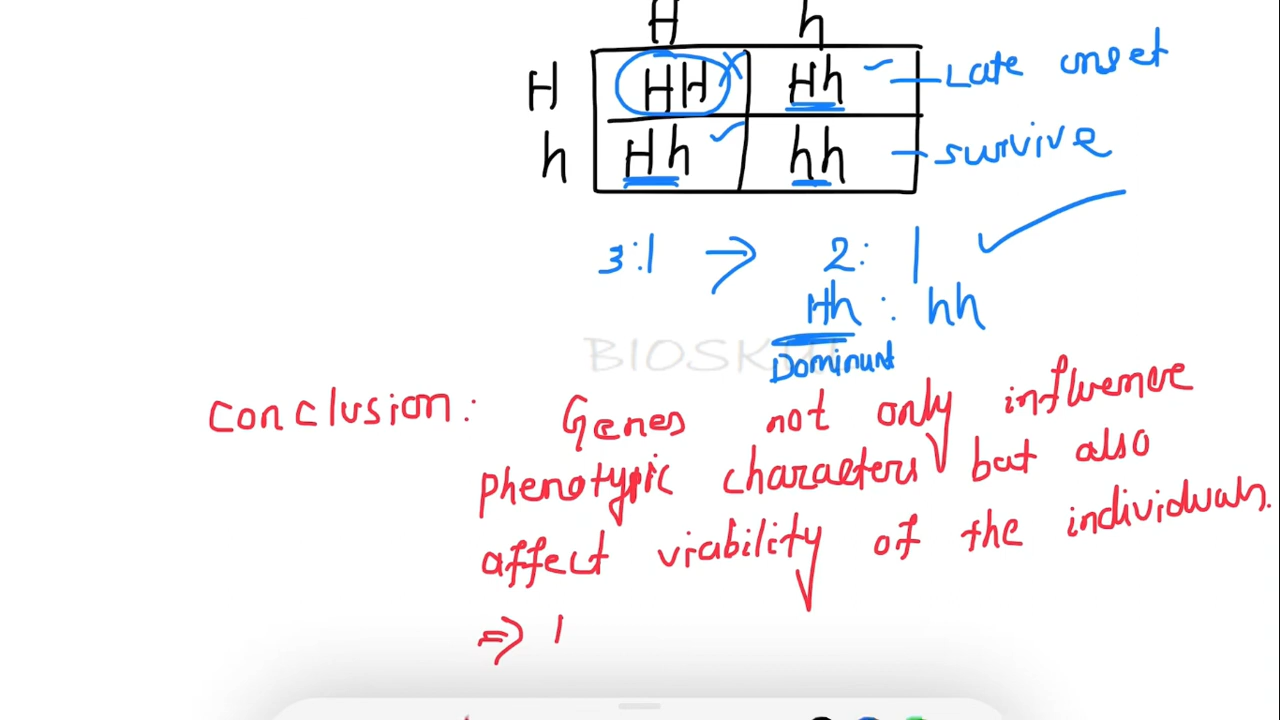 H h
H HH Hh Late onset
h Hh hh survive
3:1 → 2: 1
Hh : hh
BIOSK
Dominant
Conclusion: Genes not only influence
phenotypic characters but also
affect viability of the individuals.
⇒ I